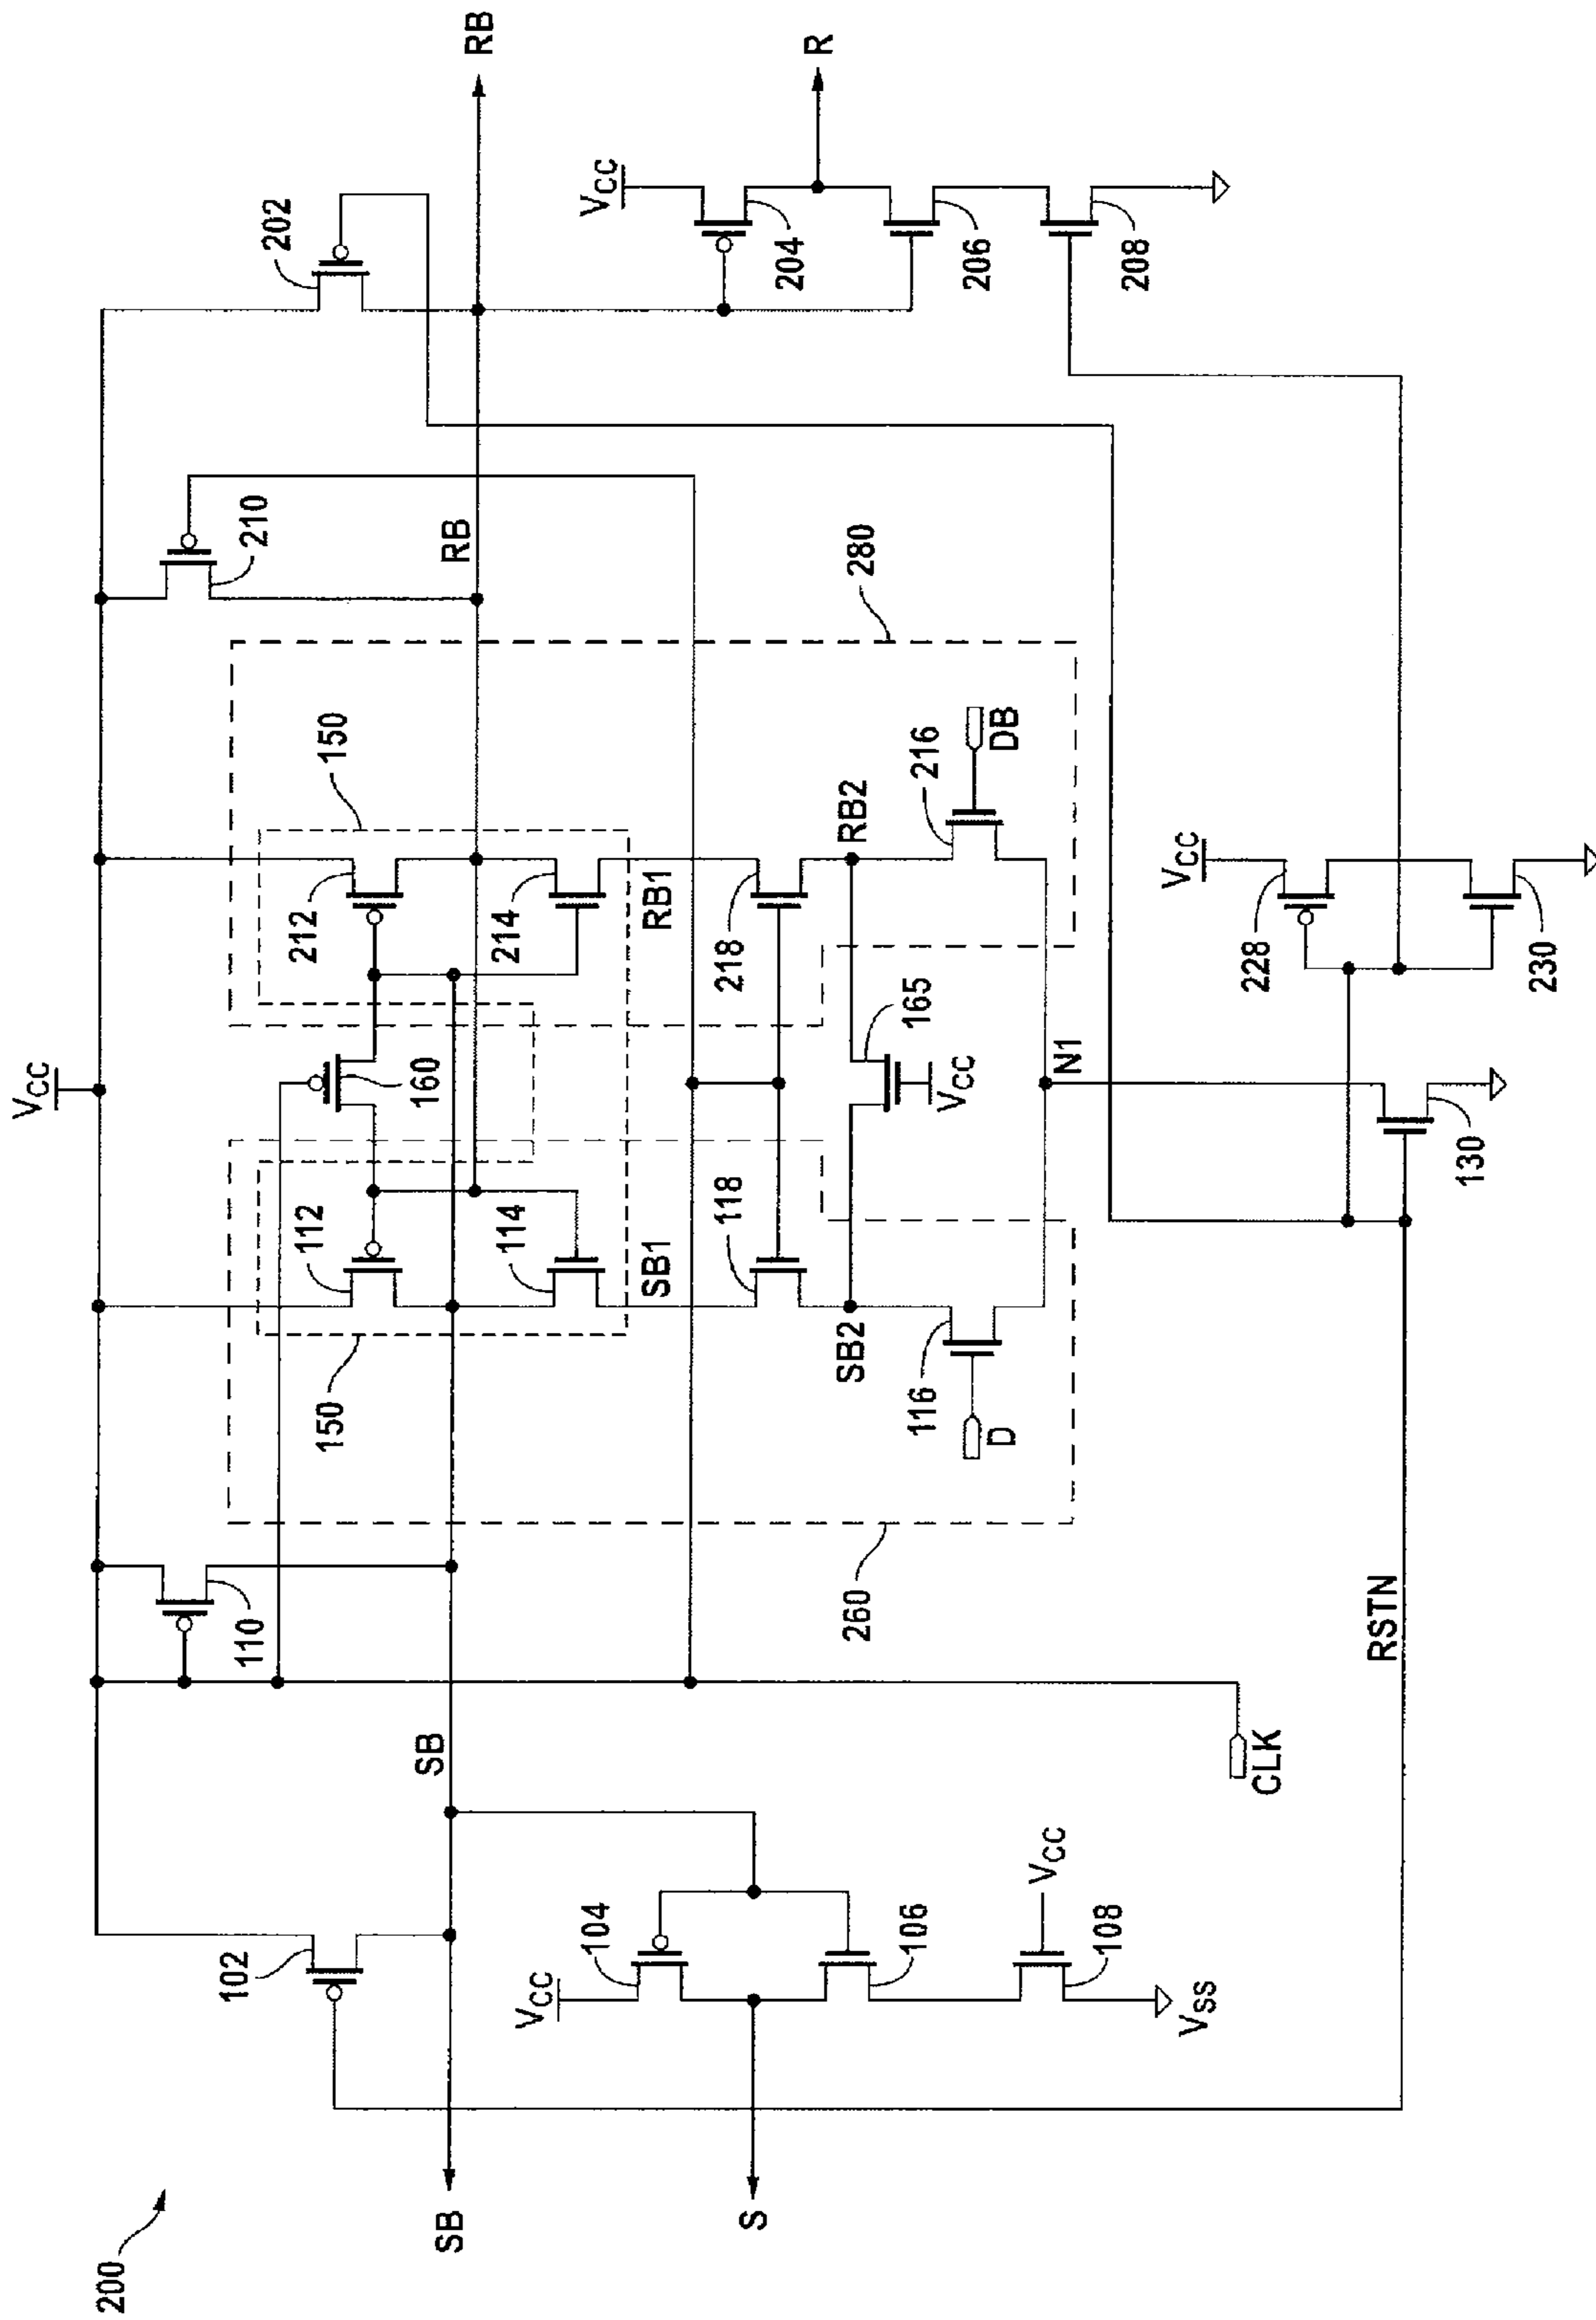 200
VCC
202
RB
RB
210
110
102
SB
SB
150
150
112
160
212
114
214
SB1
RB1
280
VCC
204
R
206
208
VCC
104
S
106
VCC
108
VSS
118
218
165
VCC
SB2
RB2
116
D
216
DB
260
N1
CLK
RSTN
130
VCC
228
230